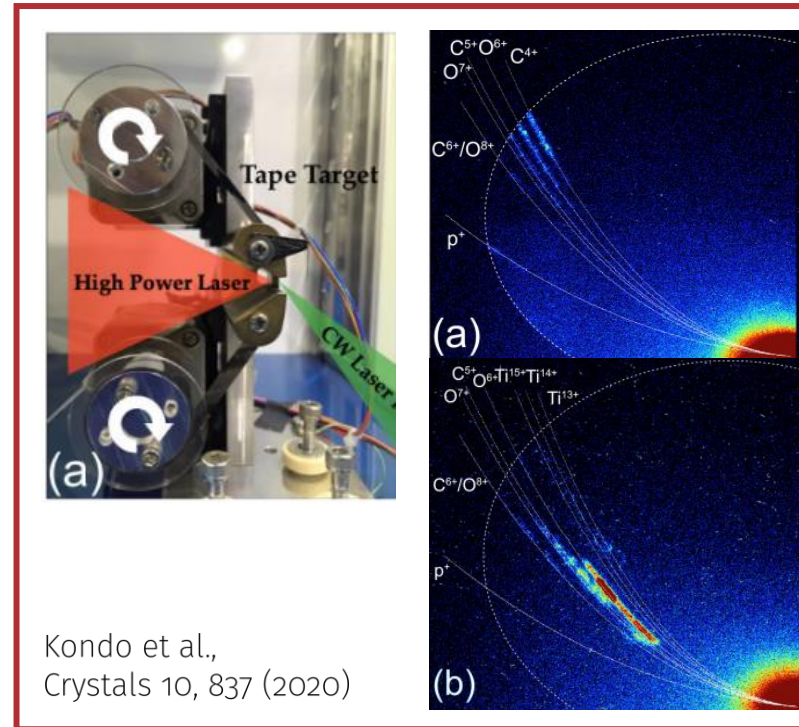 Tape Target
High Power Laser
CW Laser
(a)
Kondo et al.,
Crystals 10, 837 (2020)
C⁵⁺O⁶⁺
C⁴⁺
O⁷⁺
C⁶⁺/O⁸⁺
p⁺
(a)
C⁵⁺
O⁶⁺Ti¹⁵⁺Ti¹⁴⁺
O⁷⁺
Ti¹³⁺
C⁶⁺/O⁸⁺
p⁺
(b)